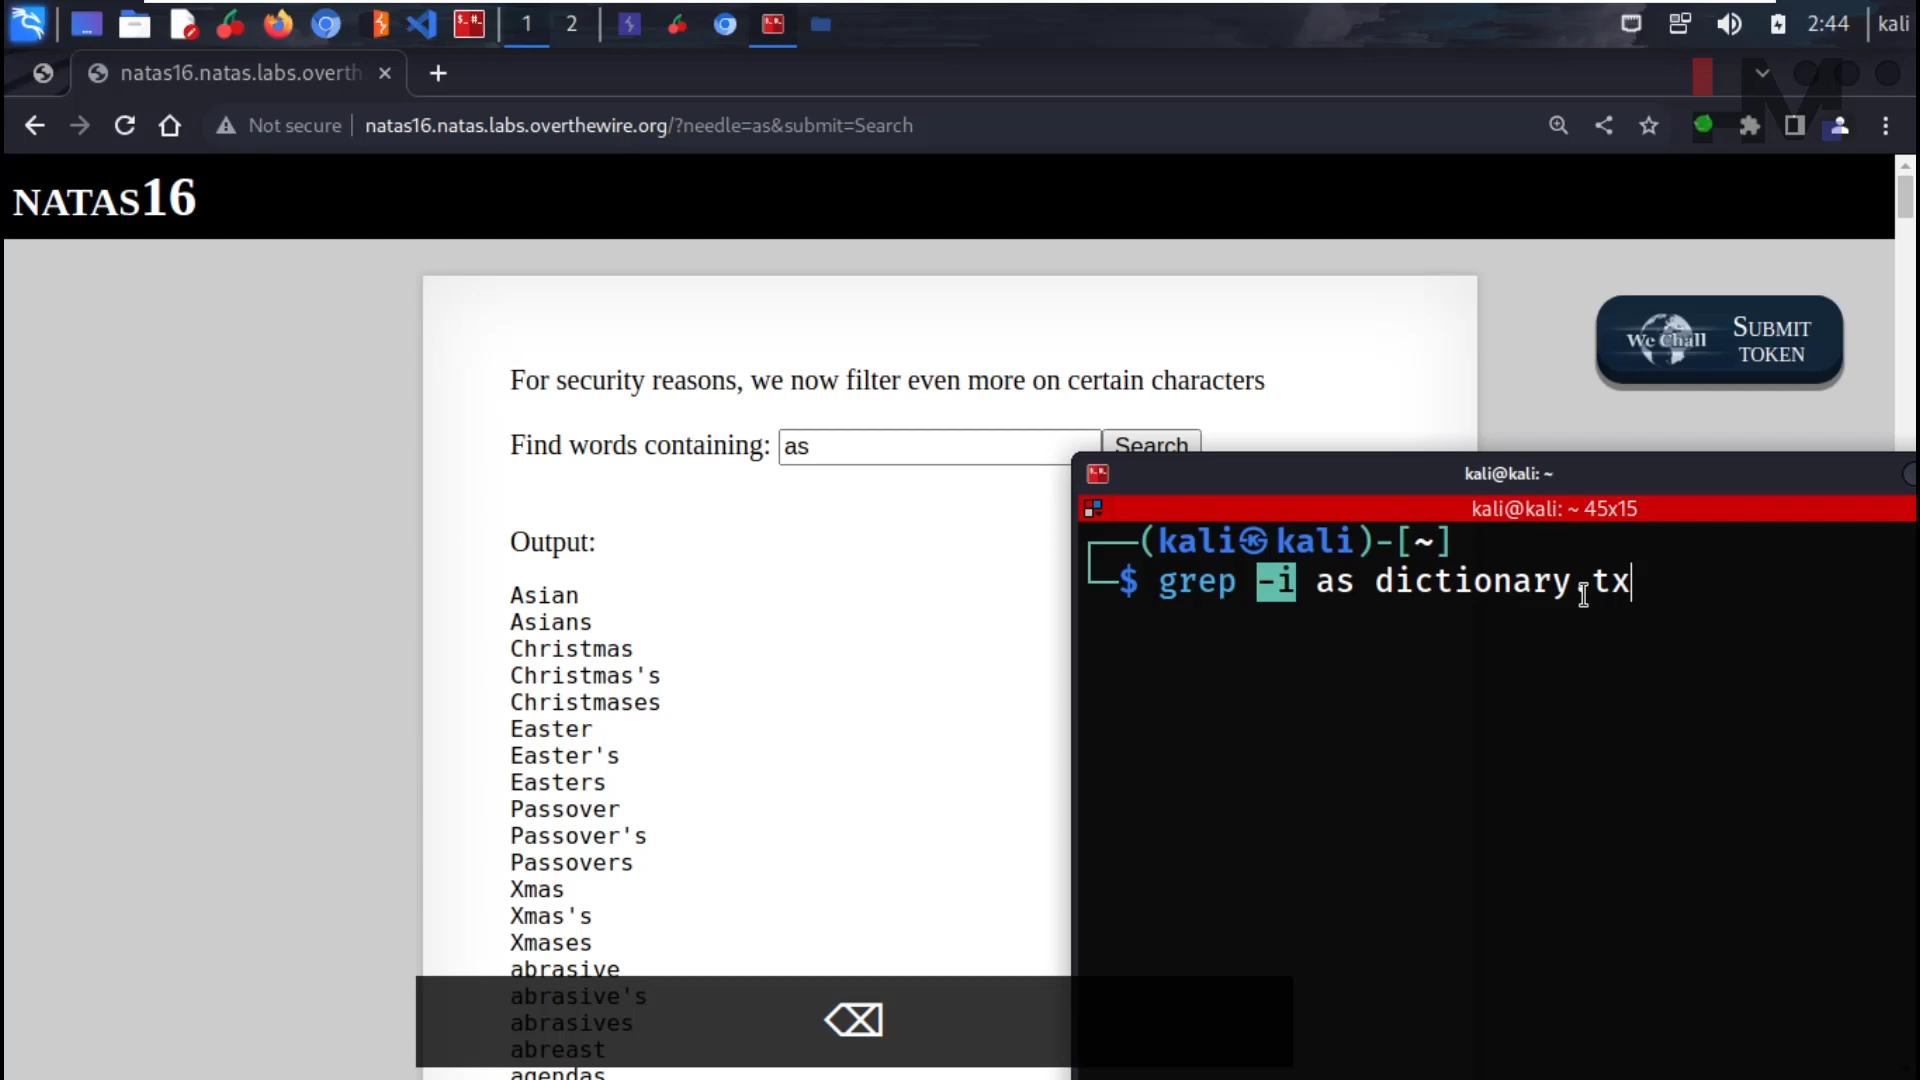 1 2 2:44 kali
natas16.natas.labs.overth
Not secure natas16.natas.labs.overthewire.org/?needle=as&submit=Search
NATAS16
We Chall SUBMIT TOKEN
For security reasons, we now filter even more on certain characters
Find words containing: as Search
Output:
Asian
Asians
Christmas
Christmas's
Christmases
Easter
Easter's
Easters
Passover
Passover's
Passovers
Xmas
Xmas's
Xmases
abrasive
abrasive's
abrasives
abreast
agendas
kali@kali: ~
kali@kali: ~ 45x15
(kali㉿kali)-[~]
$ grep -i as dictionary.tx